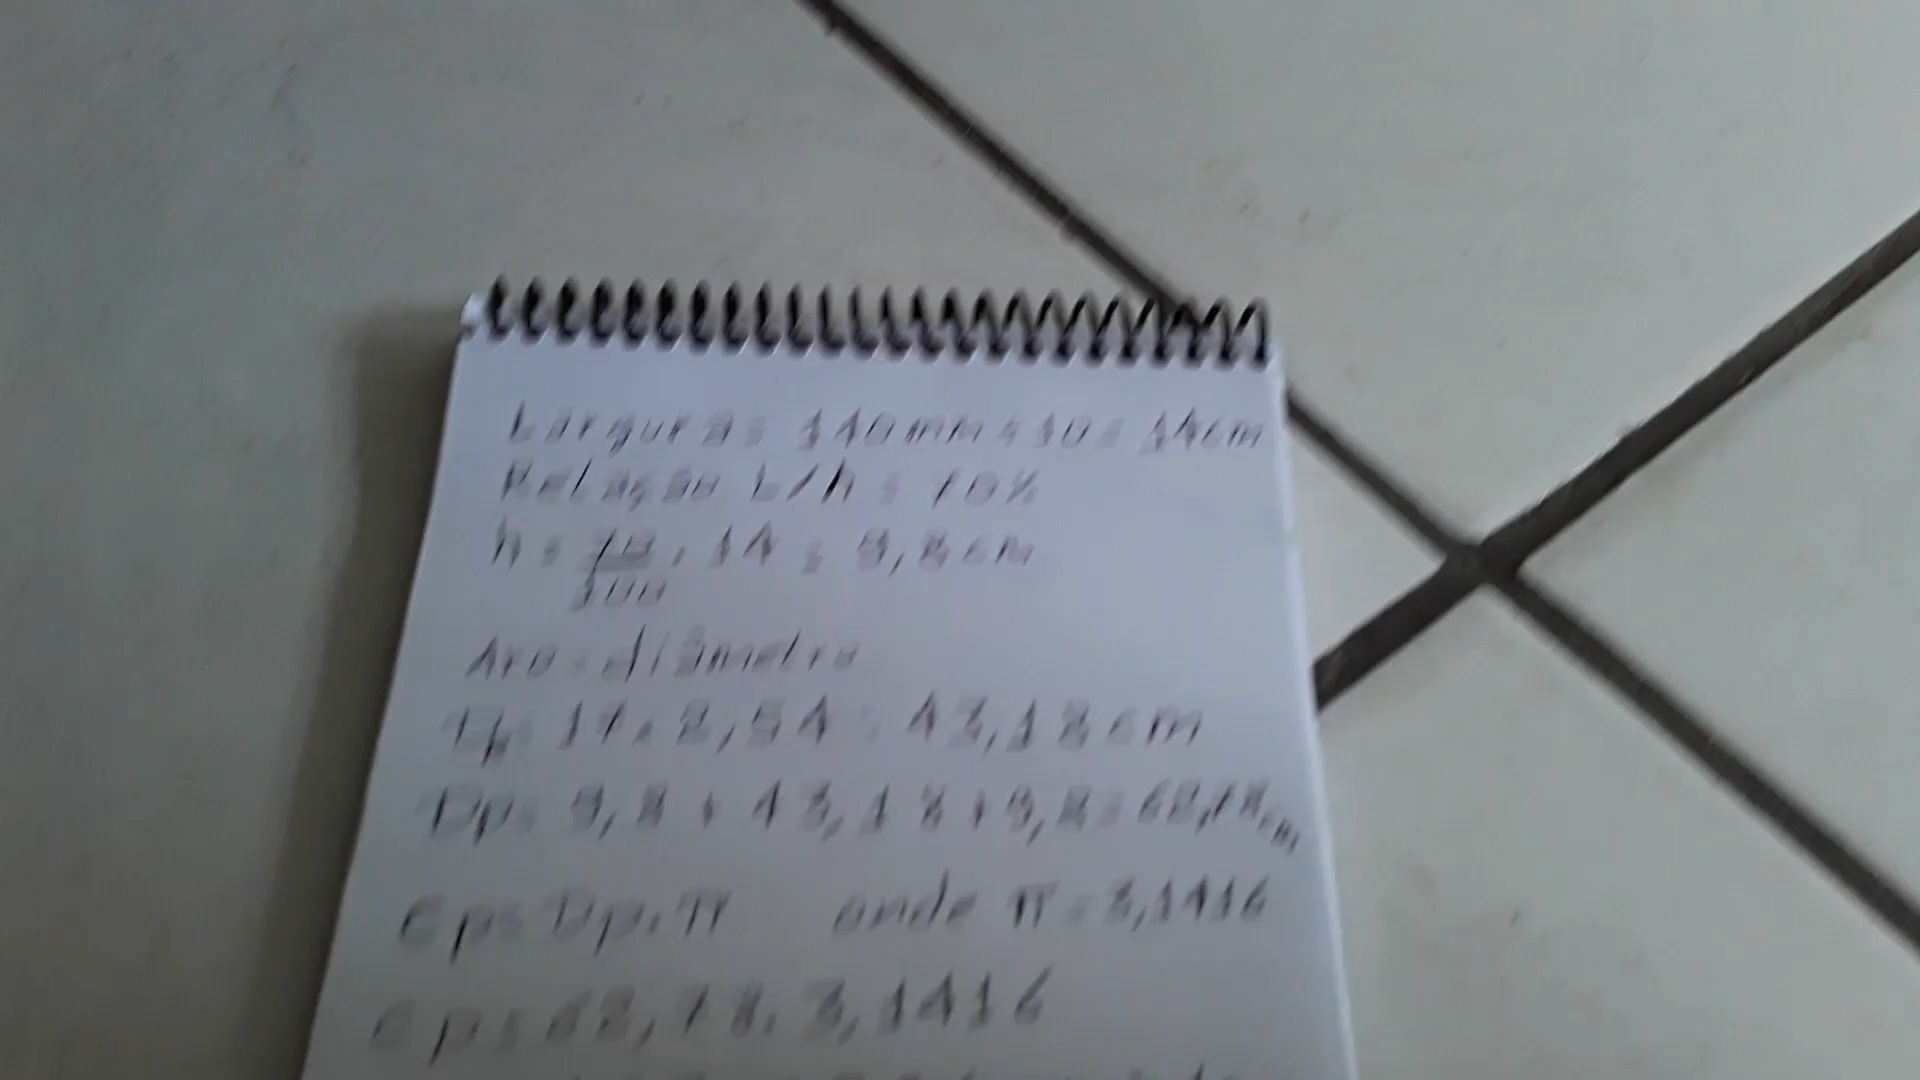 Largura = 140mm ÷ 10 = 14cm
Relação L/h = 70%
h = 70/100 . 14 = 9,8cm
Aro = diâmetro
17 . 2,54 = 43,18cm
Dp = 9,8 + 43,18 + 9,8 = 62,78cm
Cp = Dp . π onde π = 3,1416
Cp = 62,78 . 3,1416